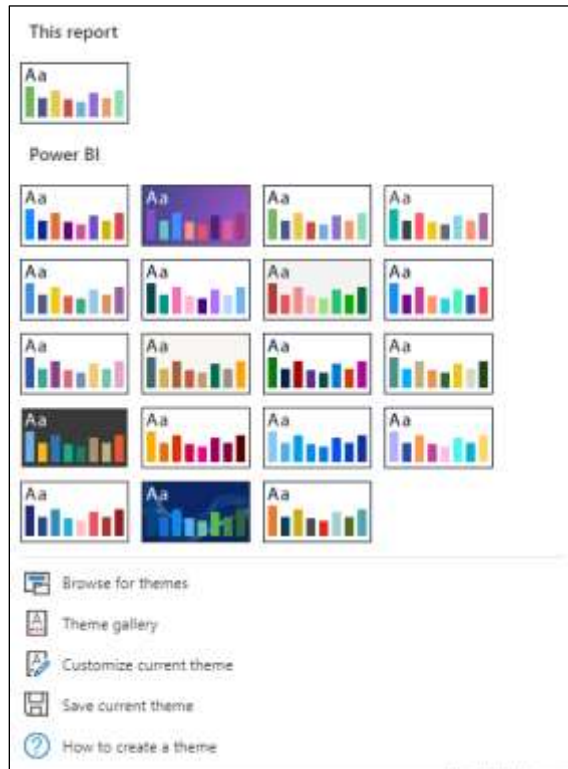 This report
Aa
Power BI
Aa Aa Aa Aa
Aa Aa Aa Aa
Aa Aa Aa Aa
Aa Aa Aa Aa
Aa Aa Aa
Browse for themes
Theme gallery
Customize current theme
Save current theme
How to create a theme